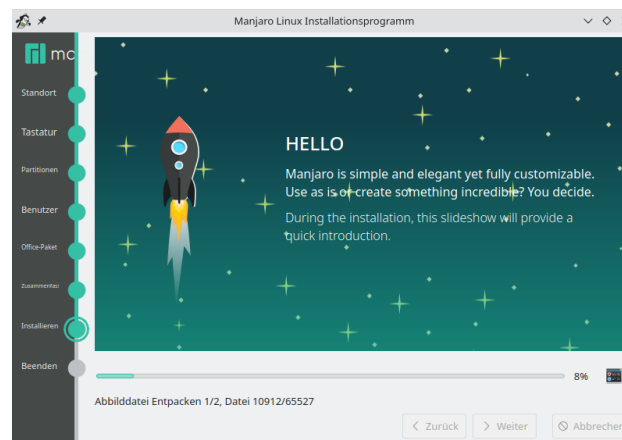 Manjaro Linux Installationsprogramm
Standort
Tastatur
Partitionen
Benutzer
Office-Paket
Installieren
Beenden
HELLO
Manjaro is simple and elegant yet fully customizable.
Use as is or create something incredible? You decide.
During the installation, this slideshow will provide a
quick introduction.
8%
Abbilddatei Entpacken 1/2, Datei 10912/65527
Zurück
Weiter